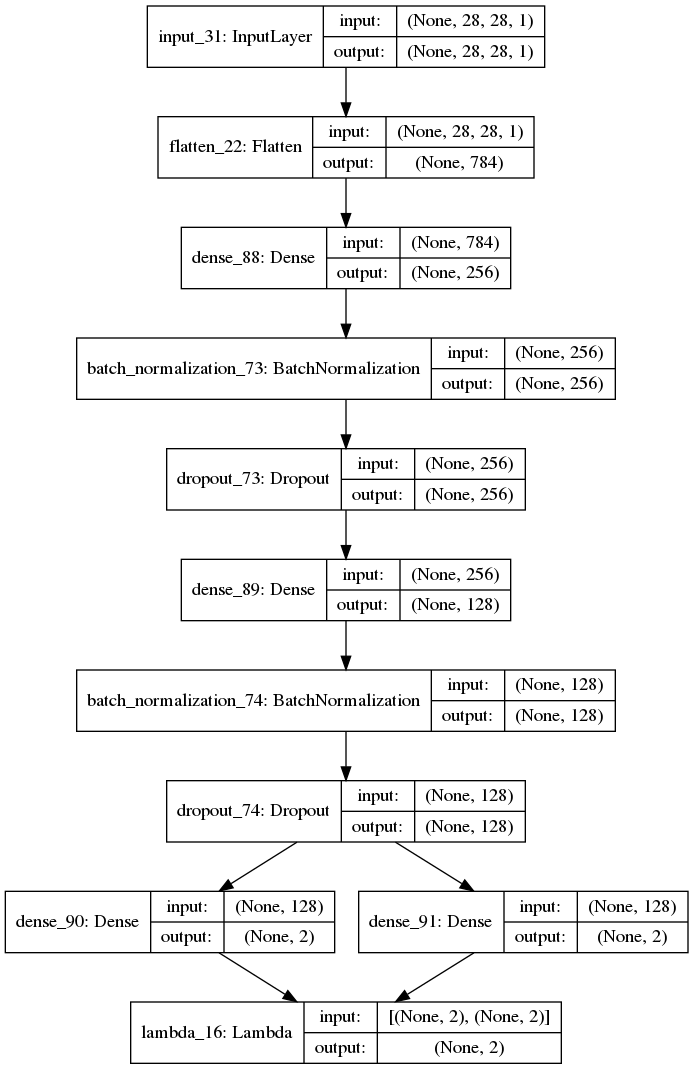 input_31: InputLayer
input: (None, 28, 28, 1)
output: (None, 28, 28, 1)
flatten_22: Flatten
input: (None, 28, 28, 1)
output: (None, 784)
dense_88: Dense
input: (None, 784)
output: (None, 256)
batch_normalization_73: BatchNormalization
input: (None, 256)
output: (None, 256)
dropout_73: Dropout
input: (None, 256)
output: (None, 256)
dense_89: Dense
input: (None, 256)
output: (None, 128)
batch_normalization_74: BatchNormalization
input: (None, 128)
output: (None, 128)
dropout_74: Dropout
input: (None, 128)
output: (None, 128)
dense_90: Dense
input: (None, 128)
output: (None, 2)
dense_91: Dense
input: (None, 128)
output: (None, 2)
lambda_16: Lambda
input: [(None, 2), (None, 2)]
output: (None, 2)